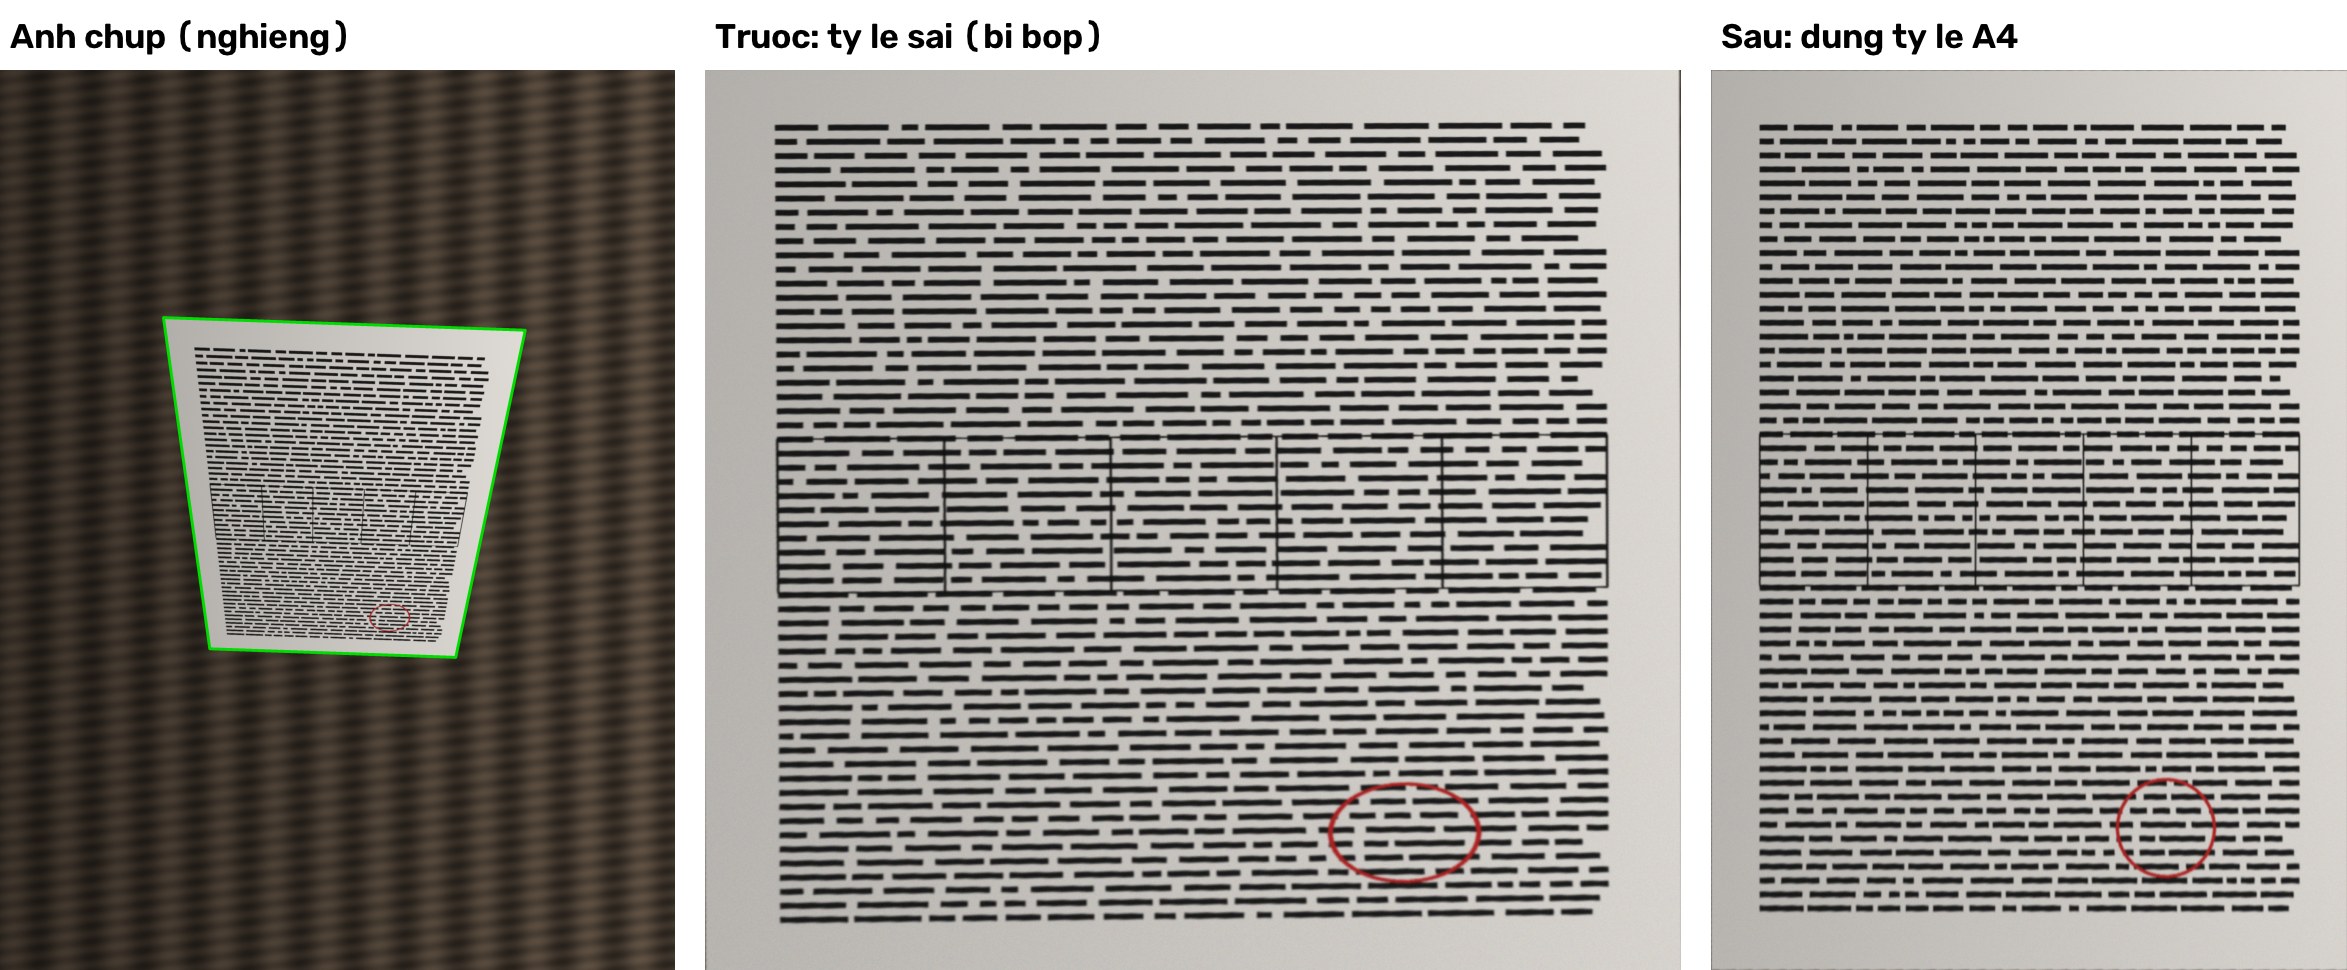 Anh chup (nghieng)
Truoc: ty le sai (bi bop)
Sau: dung ty le A4